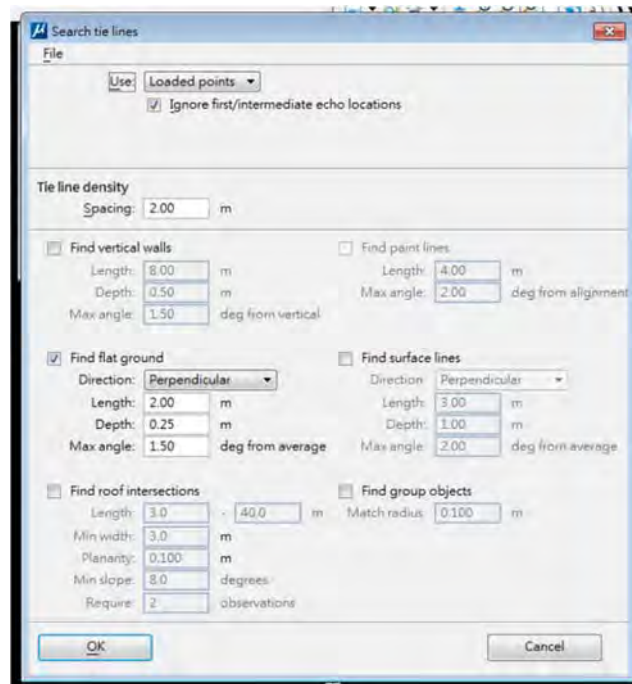 Search tie lines
File
Use: Loaded points
Ignore first/intermediate echo locations
Tie line density
Spacing: 2.00 m
Find vertical walls
Length: 8.00 m
Depth: 0.50 m
Max angle: 1.50 deg from vertical
Find paint lines
Length: 4.00 m
Max angle: 2.00 deg from alignment
Find flat ground
Direction: Perpendicular
Length: 2.00 m
Depth: 0.25 m
Max angle: 1.50 deg from average
Find surface lines
Direction Perpendicular
Length: 3.00 m
Depth: 1.00 m
Max angle 2.00 deg from average
Find roof intersections
Length: 3.0 - 40.0 m
Min width: 3.0 m
Planarity: 0.100 m
Min slope: 8.0 degrees
Require: 2 observations
Find group objects
Match radius 0.100 m
OK
Cancel